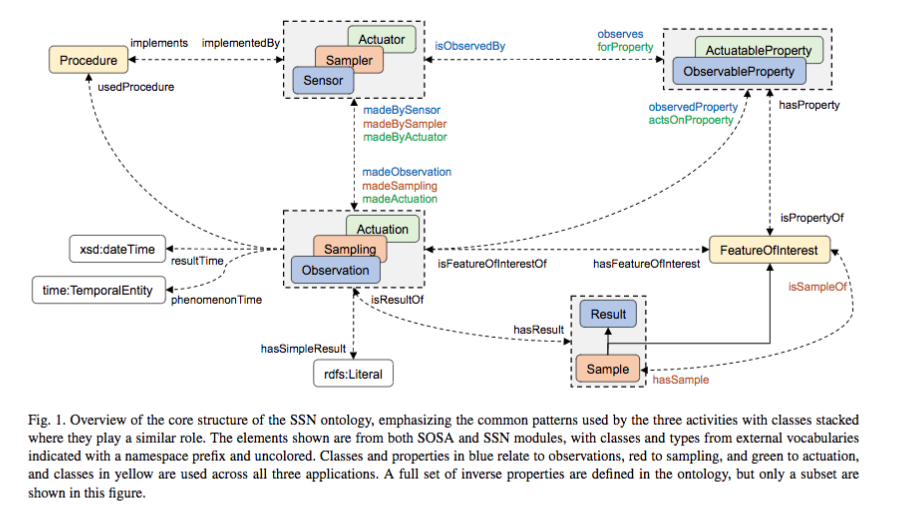 Actuator
implements
implementedBy
Sampler
Sensor
Procedure
usedProcedure
isObservedBy
observes
forProperty
ActuatableProperty
ObservableProperty
madeBySensor
madeBySampler
madeByActuator
observedProperty
actsOnPropoerty
hasProperty
madeObservation
madeSampling
madeActuation
isPropertyOf
Actuation
Sampling
Observation
xsd:dateTime
resultTime
time:TemporalEntity
phenomenonTime
isFeatureOfInterestOf
hasFeatureOfInterest
FeatureOfInterest
isSampleOf
isResultOf
hasResult
Result
Sample
hasSample
hasSimpleResult
rdfs:Literal
Fig. 1. Overview of the core structure of the SSN ontology, emphasizing the common patterns used by the three activities with classes stacked
where they play a similar role. The elements shown are from both SOSA and SSN modules, with classes and types from external vocabularies
indicated with a namespace prefix and uncolored. Classes and properties in blue relate to observations, red to sampling, and green to actuation,
and classes in yellow are used across all three applications. A full set of inverse properties are defined in the ontology, but only a subset are
shown in this figure.